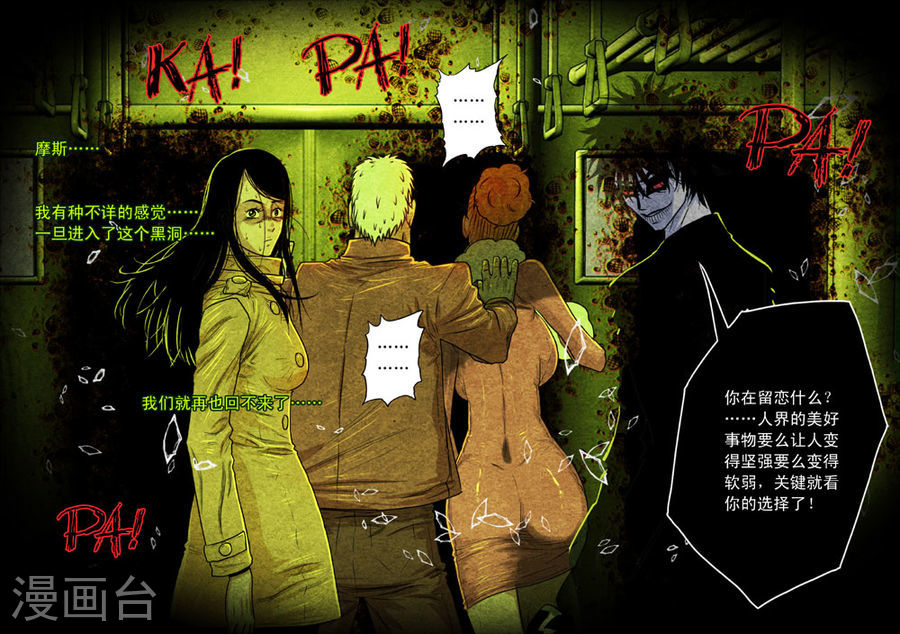 KA!
PA!
PA!
……
……
摩斯……
我有种不详的感觉……
一旦进入了这个黑洞……
……
……
我们就再也回不来了……
你在留恋什么？
……人界的美好
事物要么让人变
得坚强要么变得
软弱，关键就看
你的选择了！
PA!
漫画台